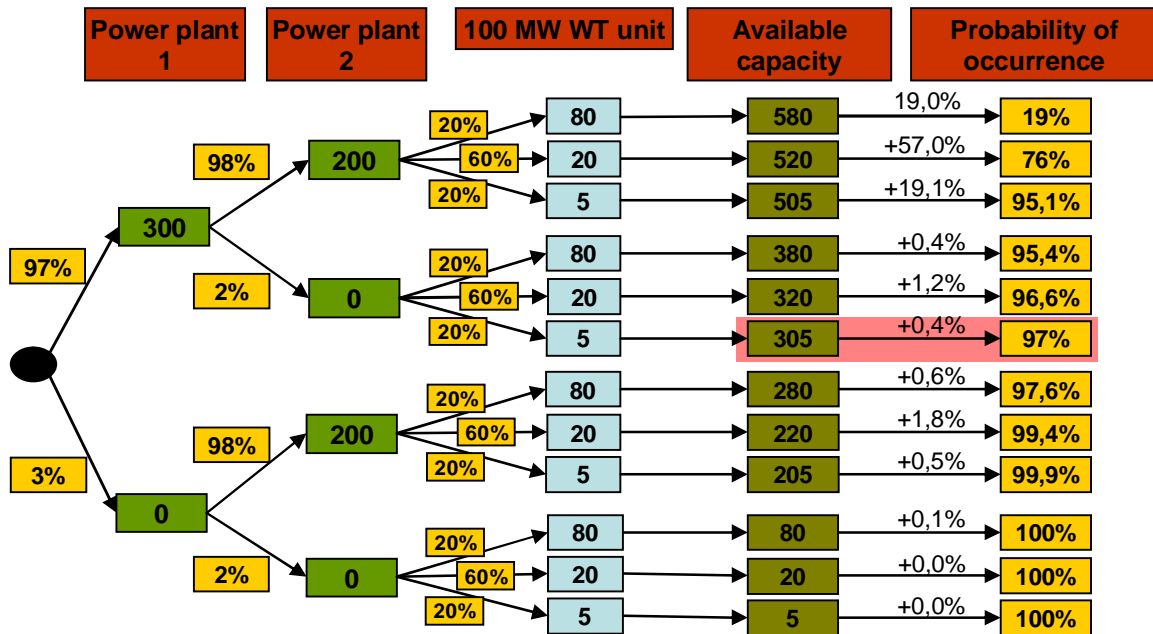 Power plant
1
Power plant
2
100 MW WT unit
Available
capacity
Probability of
occurrence
97%
3%
300
0
98%
2%
98%
2%
200
0
200
0
20% 80 580 19,0% 19%
60% 20 520 +57,0% 76%
20% 5 505 +19,1% 95,1%
20% 80 380 +0,4% 95,4%
60% 20 320 +1,2% 96,6%
20% 5 305 +0,4% 97%
20% 80 280 +0,6% 97,6%
60% 20 220 +1,8% 99,4%
20% 5 205 +0,5% 99,9%
20% 80 80 +0,1% 100%
60% 20 20 +0,0% 100%
20% 5 5 +0,0% 100%